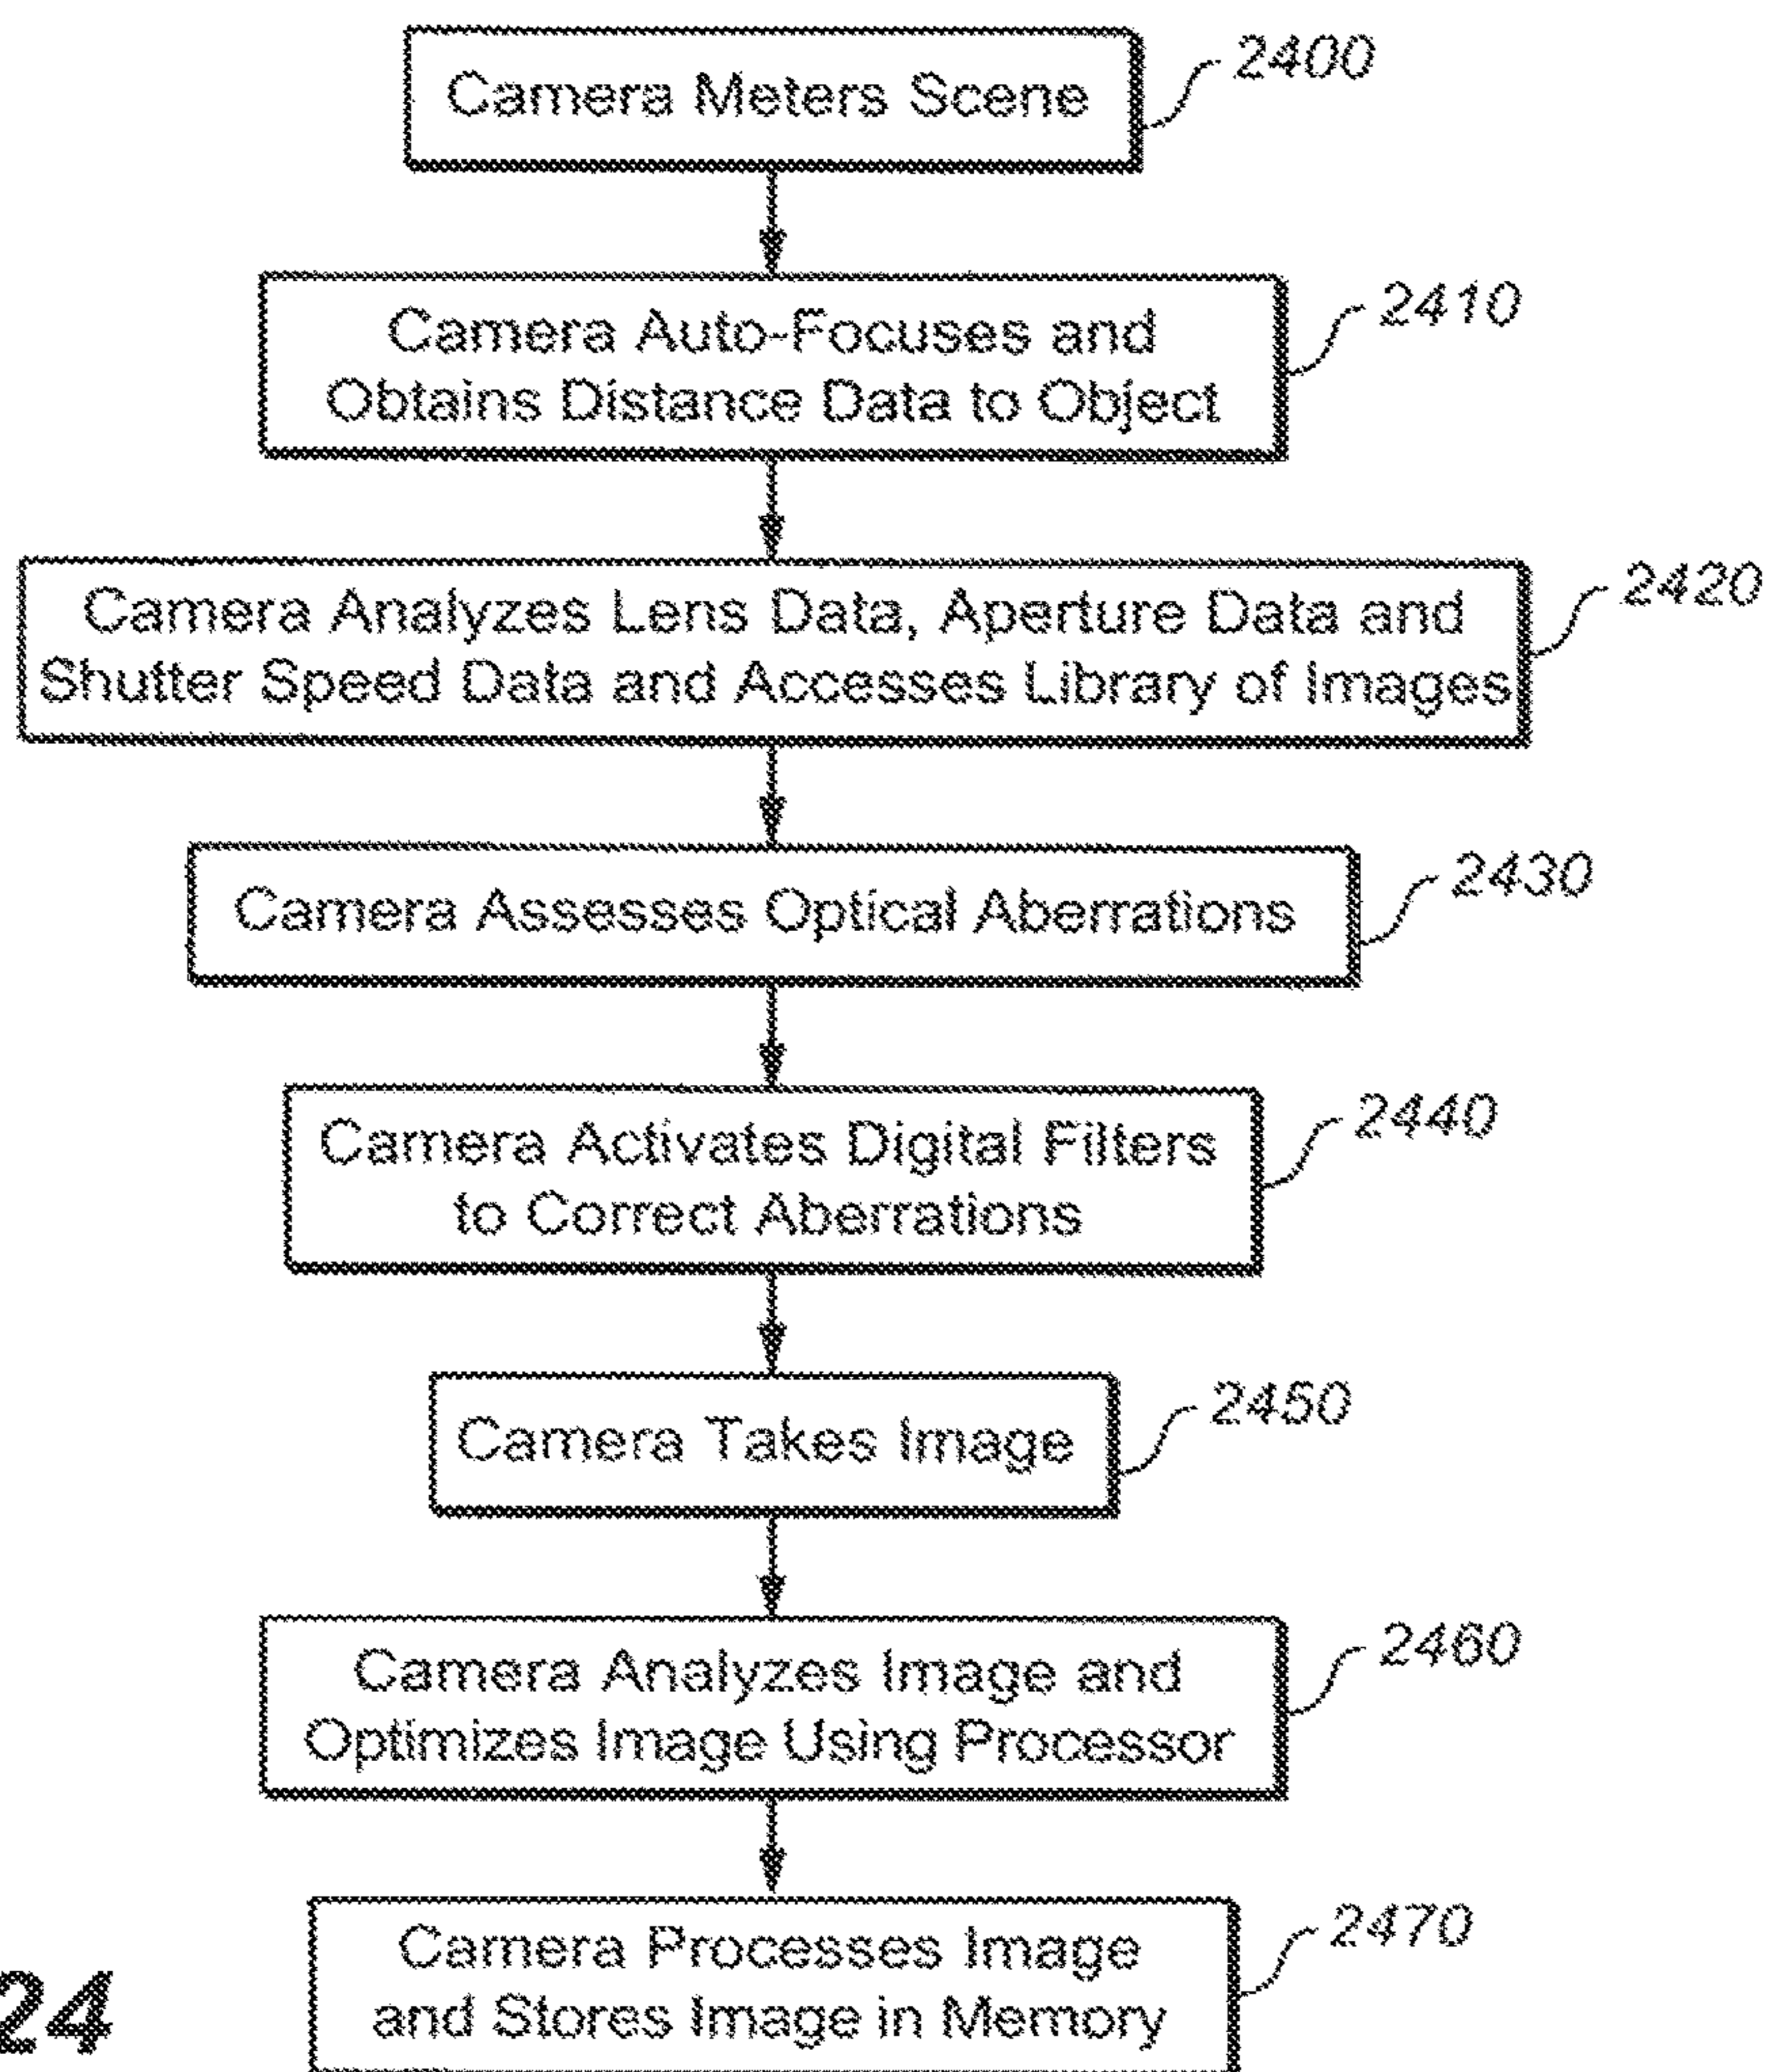 Camera Meters Scene
2400
Camera Auto-Focuses and
Obtains Distance Data to Object
2410
Camera Analyzes Lens Data, Aperture Data and
Shutter Speed Data and Accesses Library of Images
2420
Camera Assesses Optical Aberrations
2430
Camera Activates Digital Filters
to Correct Aberrations
2440
Camera Takes Image
2450
Camera Analyzes Image and
Optimizes Image Using Processor
2460
Camera Processes Image
and Stores Image in Memory
2470
24